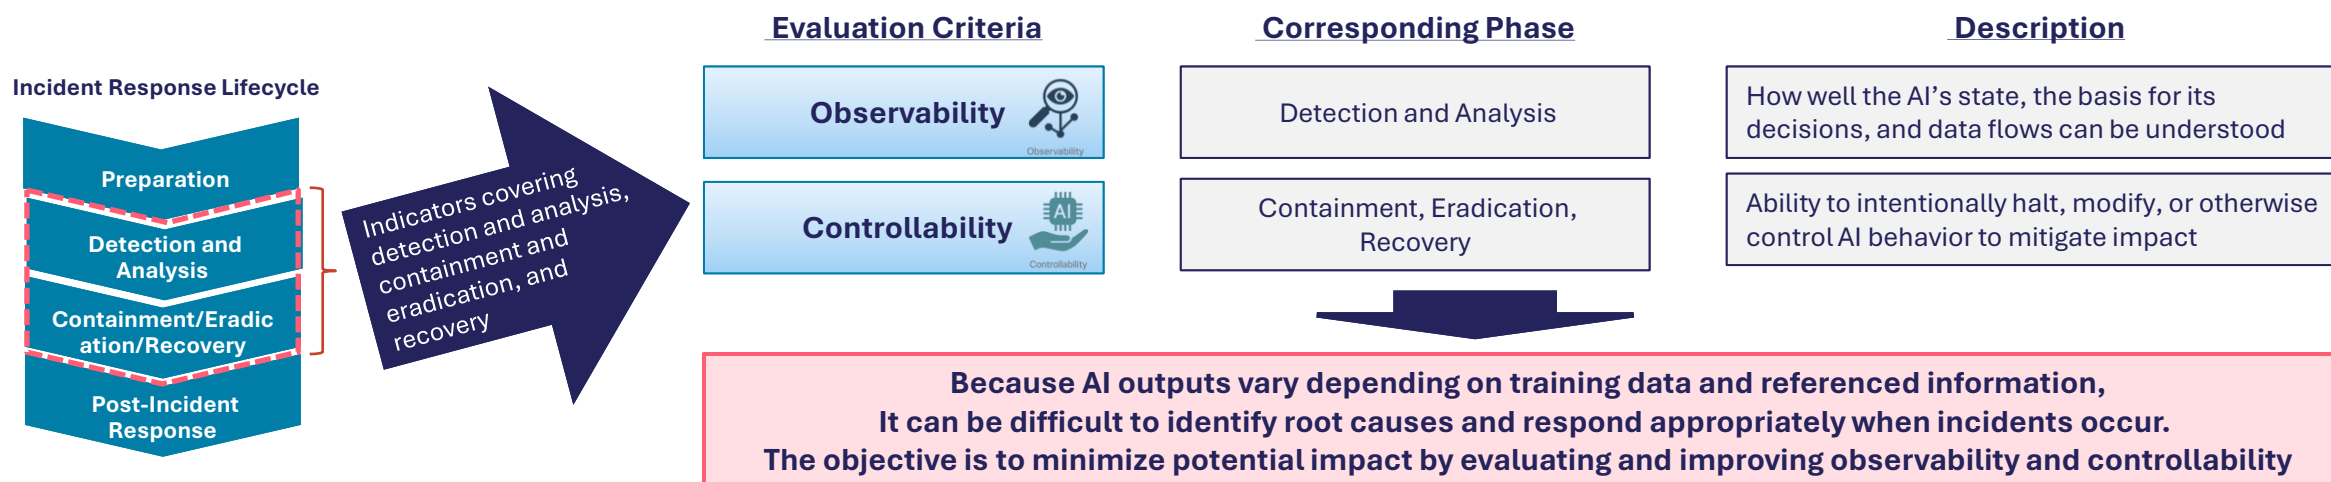 Incident Response Lifecycle
Preparation
Detection and
Analysis
Containment/Eradic
ation/Recovery
Post-Incident
Response
Indicators covering
detection and analysis,
containment and
eradication, and
recovery
Evaluation Criteria
Corresponding Phase
Description
Observability
Observability
Detection and Analysis
How well the AI’s state, the basis for its
decisions, and data flows can be understood
Controllability
Controllability
AI
Containment, Eradication,
Recovery
Ability to intentionally halt, modify, or otherwise
control AI behavior to mitigate impact
Because AI outputs vary depending on training data and referenced information,
It can be difficult to identify root causes and respond appropriately when incidents occur.
The objective is to minimize potential impact by evaluating and improving observability and controllability